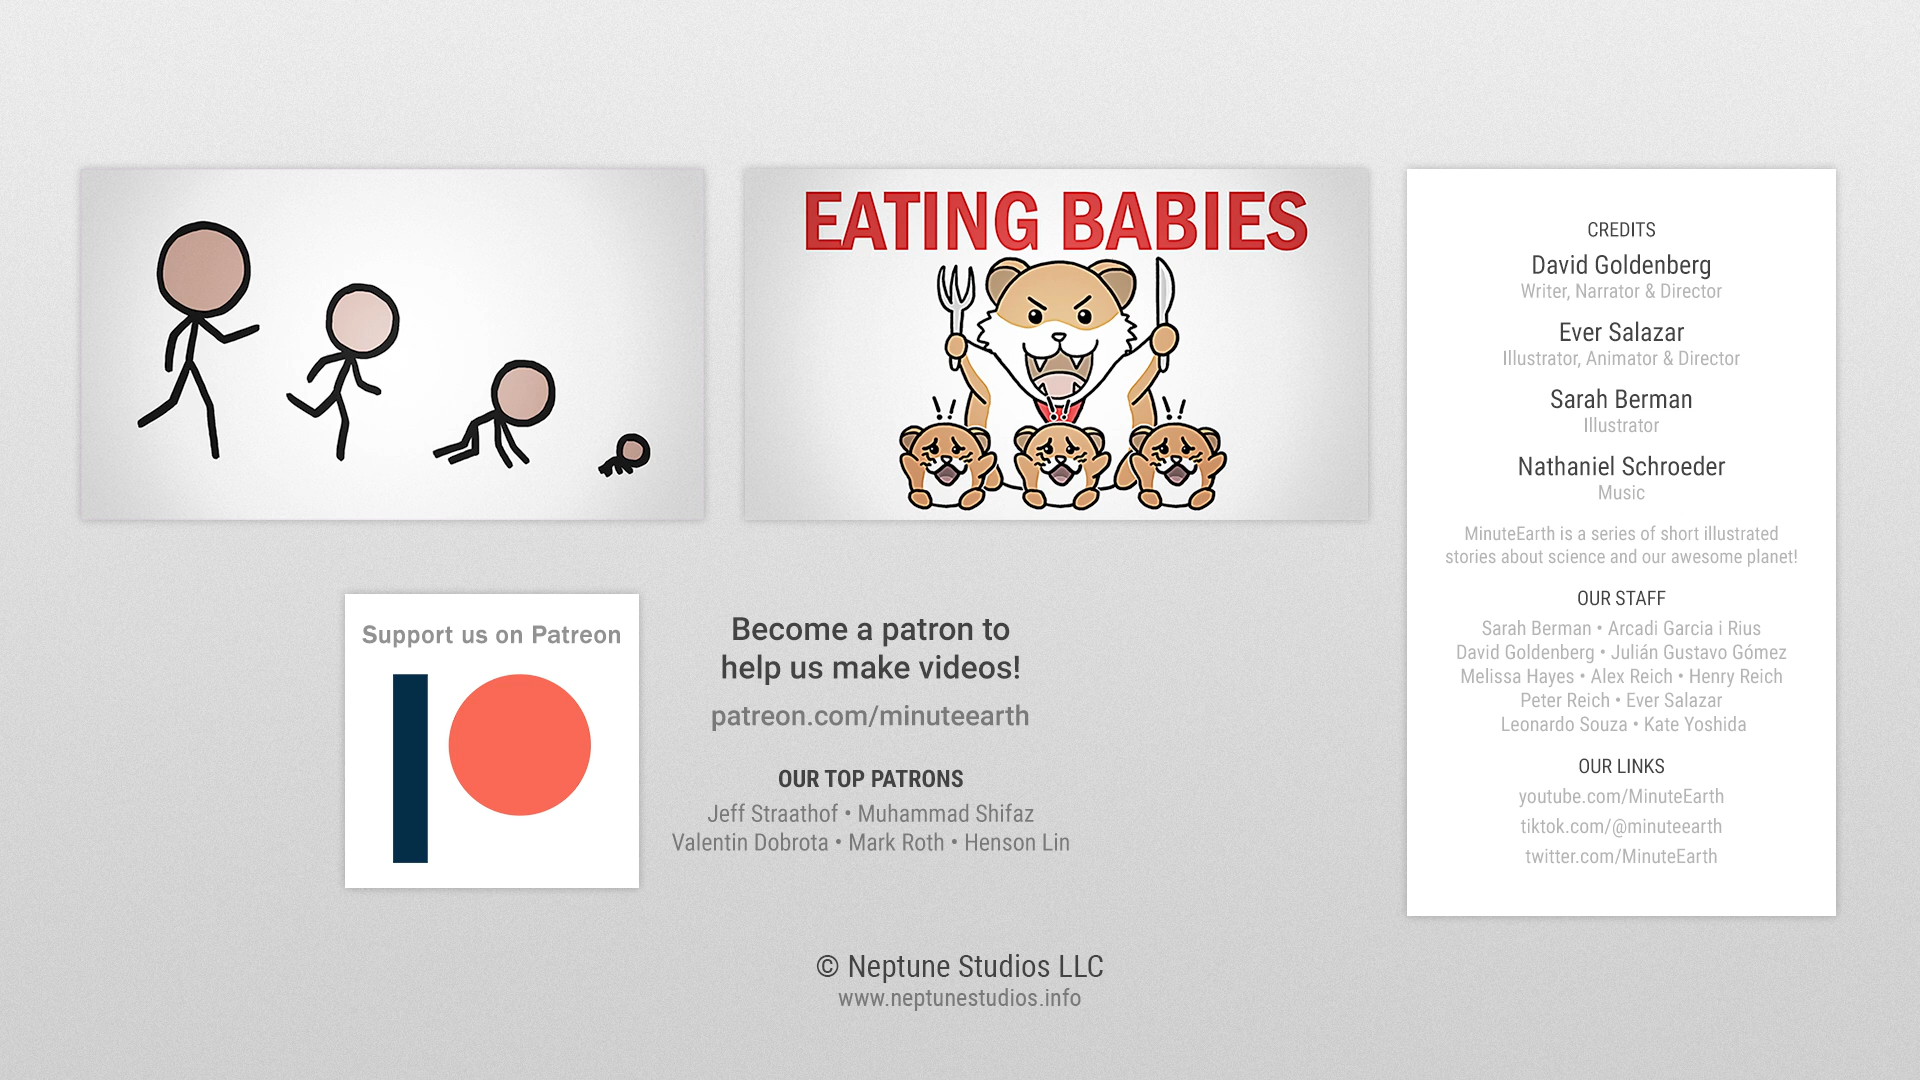 EATING BABIES
CREDITS
David Goldenberg
Writer, Narrator & Director
Ever Salazar
Illustrator, Animator & Director
Sarah Berman
Illustrator
Nathaniel Schroeder
Music
MinuteEarth is a series of short illustrated
stories about science and our awesome planet!
OUR STAFF
Sarah Berman • Arcadi Garcia i Rius
David Goldenberg • Julián Gustavo Gómez
Melissa Hayes • Alex Reich • Henry Reich
Peter Reich • Ever Salazar
Leonardo Souza • Kate Yoshida
OUR LINKS
youtube.com/MinuteEarth
tiktok.com/@minuteearth
twitter.com/MinuteEarth
Support us on Patreon
Become a patron to
help us make videos!
patreon.com/minuteearth
OUR TOP PATRONS
Jeff Straathof • Muhammad Shifaz
Valentin Dobrota • Mark Roth • Henson Lin
© Neptune Studios LLC
www.neptunestudios.info